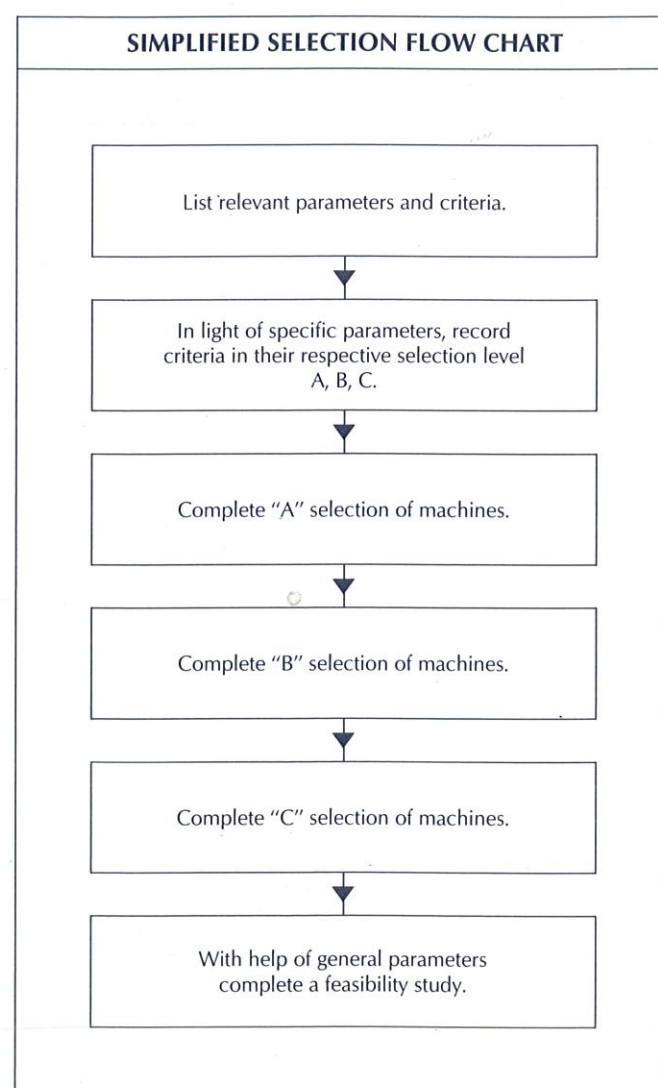 SIMPLIFIED SELECTION FLOW CHART
List relevant parameters and criteria.
In light of specific parameters, record
criteria in their respective selection level
A, B, C.
Complete “A” selection of machines.
Complete “B” selection of machines.
Complete “C” selection of machines.
With help of general parameters
complete a feasibility study.